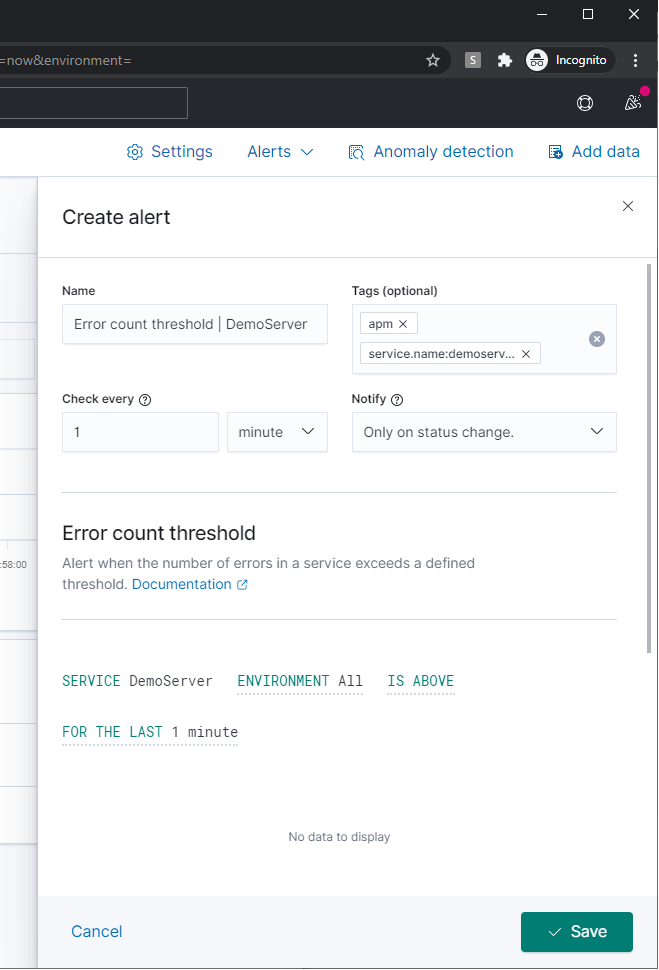 =now&environment=
S
Incognito
Settings
Alerts
Anomaly detection
Add data
Create alert
Name
Tags (optional)
Error count threshold | DemoServer
apm
service.name:demoserv...
Check every
Notify
1
minute
Only on status change.
:58:00
Error count threshold
Alert when the number of errors in a service exceeds a defined
threshold. Documentation
SERVICE DemoServer ENVIRONMENT All IS ABOVE
FOR THE LAST 1 minute
No data to display
Cancel
Save